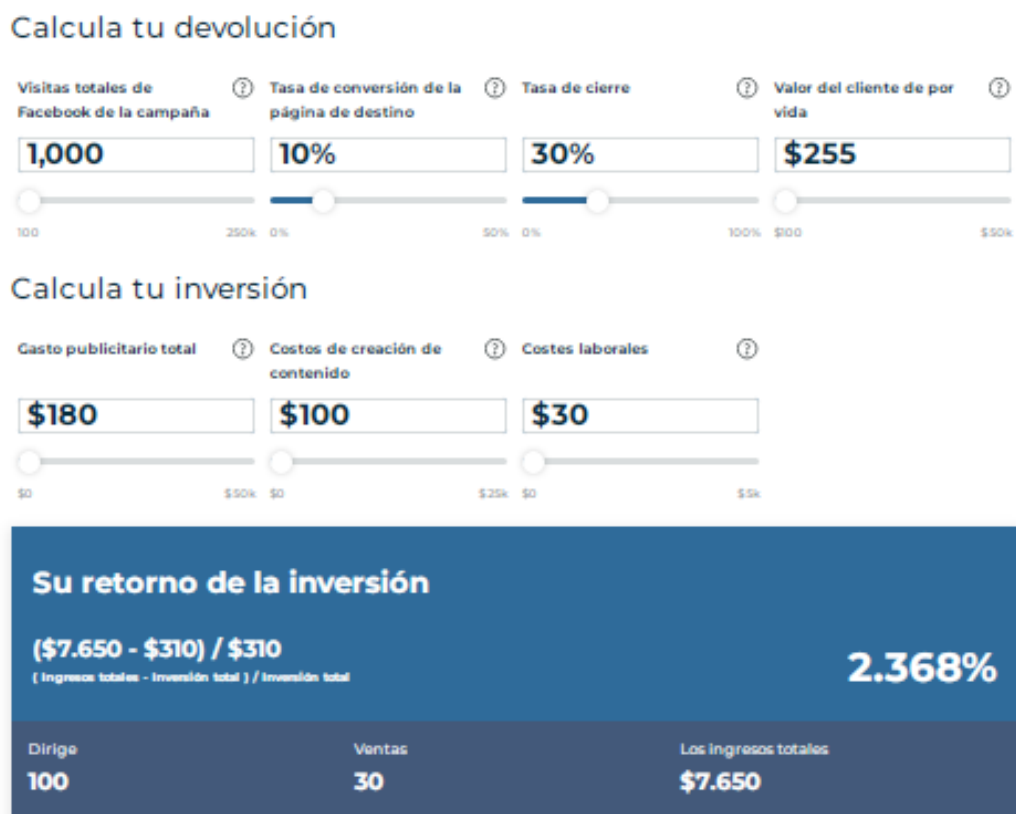 Calcula tu devolución
Visitas totales de
Facebook de la campaña
Tasa de conversión de la
página de destino
Tasa de cierre
Valor del cliente de por
vida
1,000
10%
30%
$255
100
250k
0%
50%
0%
100%
$100
$50k
Calcula tu inversión
Gasto publicitario total
Costos de creación de
contenido
Costes laborales
$180
$100
$30
$0
$50k
$0
$25k
$0
$5k
Su retorno de la inversión
($7.650 - $310) / $310
( Ingresos totales - Inversión total ) / Inversión total
2.368%
Dirige
Ventas
Los ingresos totales
100
30
$7.650